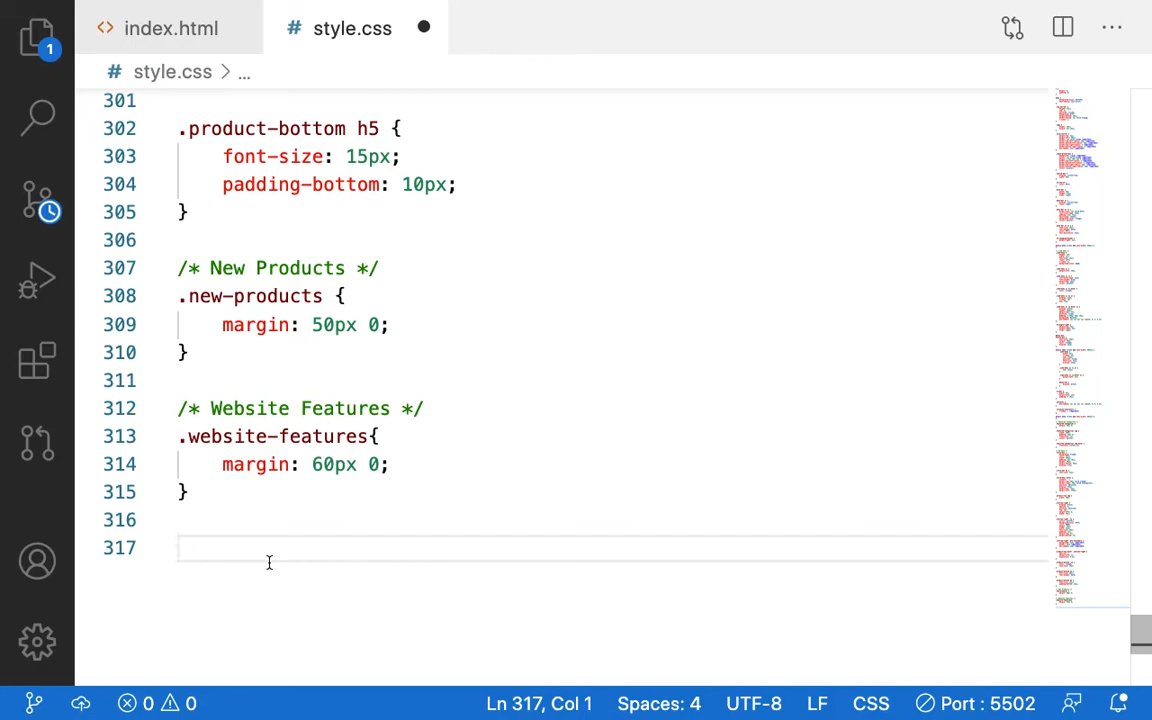 index.html
# style.css
# style.css > ...
1
301
302 .product-bottom h5 {
303 font-size: 15px;
304 padding-bottom: 10px;
305 }
306
307 /* New Products */
308 .new-products {
309 margin: 50px 0;
310 }
311
312 /* Website Features */
313 .website-features{
314 margin: 60px 0;
315 }
316
317
0 0 Ln 317, Col 1 Spaces: 4 UTF-8 LF CSS Port : 5502